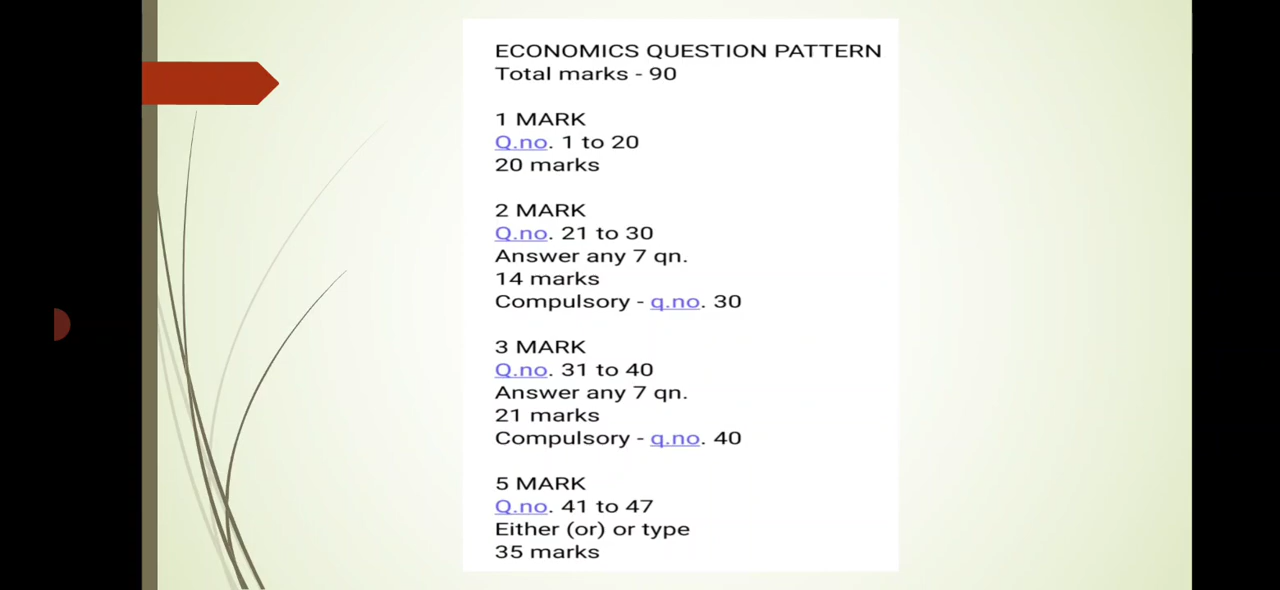 ECONOMICS QUESTION PATTERN
Total marks - 90
1 MARK
Q.no. 1 to 20
20 marks
2 MARK
Q.no. 21 to 30
Answer any 7 qn.
14 marks
Compulsory - q.no. 30
3 MARK
Q.no. 31 to 40
Answer any 7 qn.
21 marks
Compulsory - q.no. 40
5 MARK
Q.no. 41 to 47
Either (or) or type
35 marks